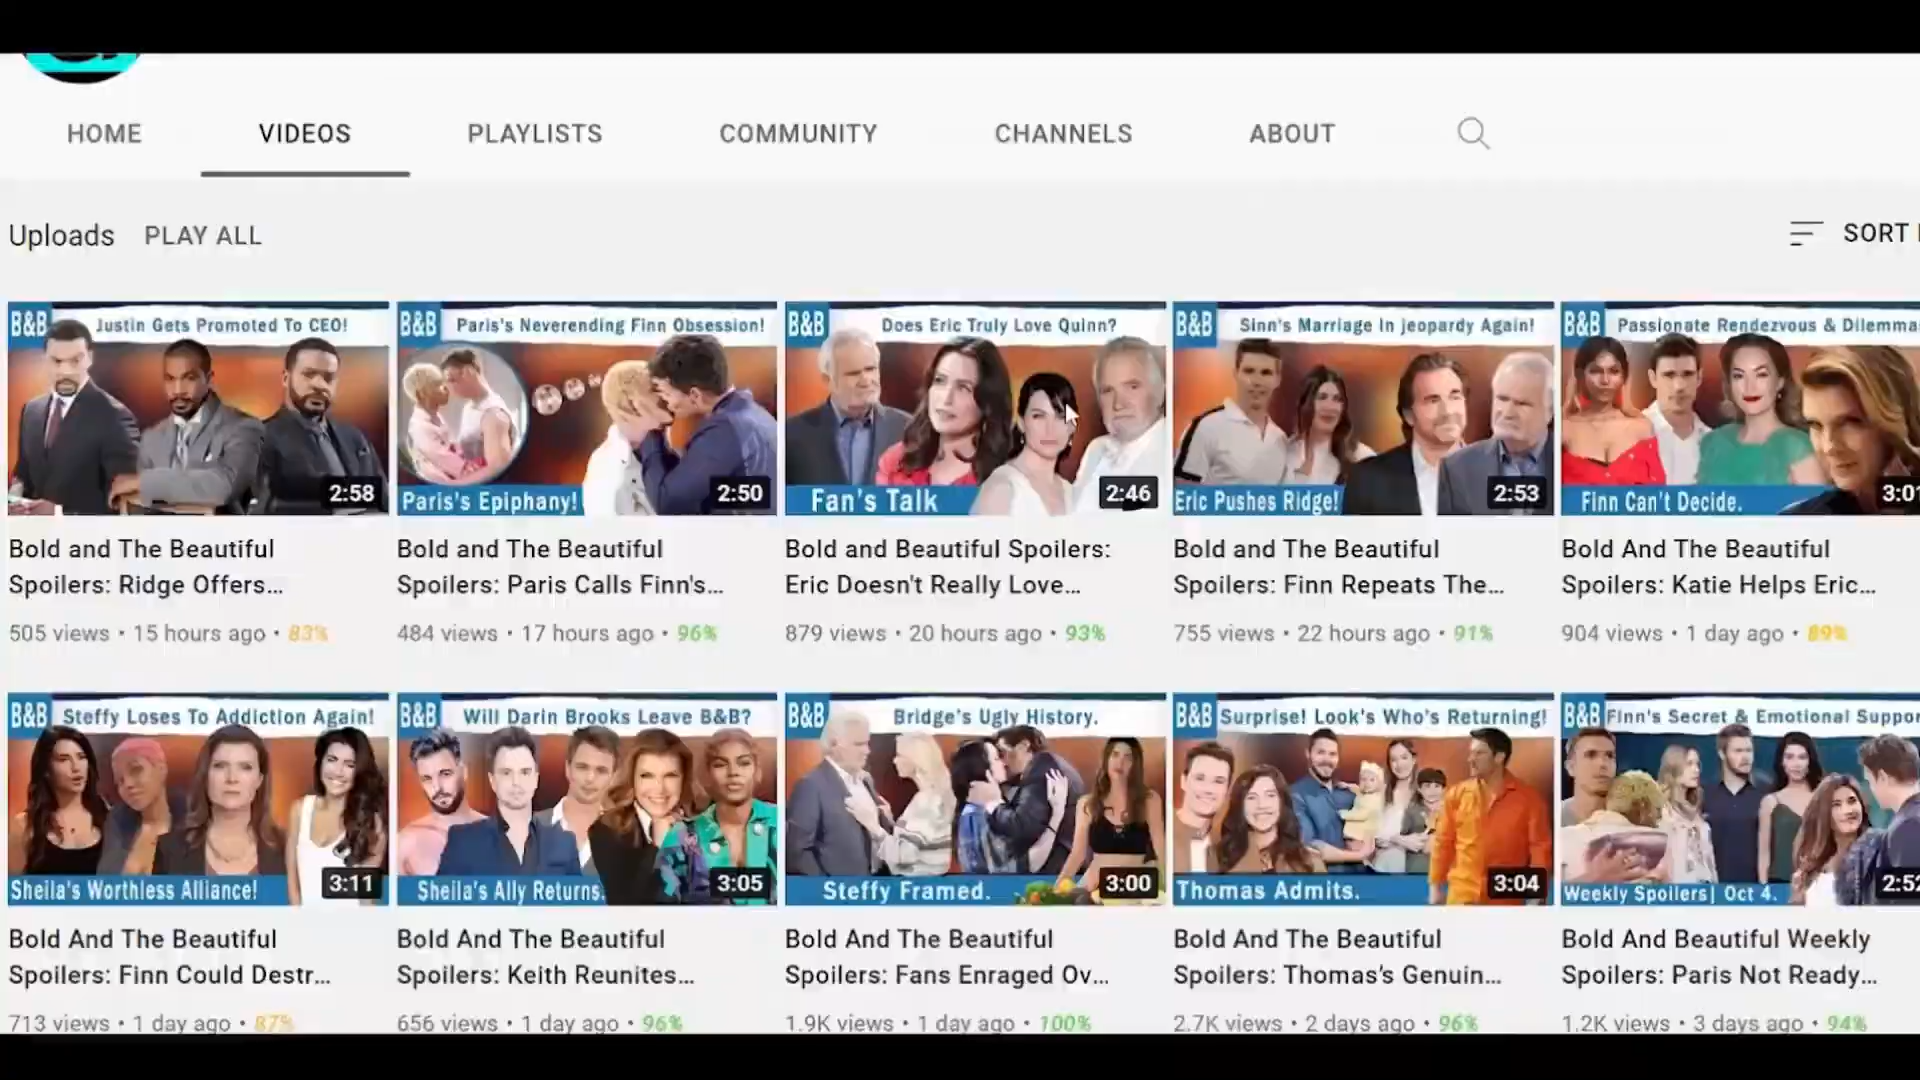 HOME VIDEOS PLAYLISTS COMMUNITY CHANNELS ABOUT
Uploads PLAY ALL SORT
B&B Justin Gets Promoted To CEO!
2:58
B&B Paris's Neverending Finn Obsession!
Paris's Epiphany! 2:50
B&B Does Eric Truly Love Quinn?
Fan's Talk 2:46
B&B Sinn's Marriage In jeopardy Again!
Eric Pushes Ridge! 2:53
B&B Passionate Rendezvous & Dilemma
Finn Can't Decide. 3:01
Bold and The Beautiful
Spoilers: Ridge Offers...
505 views • 15 hours ago • 83%
Bold and The Beautiful
Spoilers: Paris Calls Finn's...
484 views • 17 hours ago • 96%
Bold and Beautiful Spoilers:
Eric Doesn't Really Love...
879 views • 20 hours ago • 93%
Bold and The Beautiful
Spoilers: Finn Repeats The...
755 views • 22 hours ago • 91%
Bold And The Beautiful
Spoilers: Katie Helps Eric...
904 views • 1 day ago • 89%
B&B Steffy Loses To Addiction Again!
Sheila's Worthless Alliance! 3:11
B&B Will Darin Brooks Leave B&B?
Sheila's Ally Returns. 3:05
B&B Bridge's Ugly History.
Steffy Framed. 3:00
B&B Surprise! Look's Who's Returning!
Thomas Admits. 3:04
B&B Finn's Secret & Emotional Suppor
Weekly Spoilers| Oct 4. 2:52
Bold And The Beautiful
Spoilers: Finn Could Destr...
713 views • 1 day ago • 87%
Bold And The Beautiful
Spoilers: Keith Reunites...
656 views • 1 day ago • 96%
Bold And The Beautiful
Spoilers: Fans Enraged Ov...
1.9K views • 1 day ago • 100%
Bold And The Beautiful
Spoilers: Thomas's Genuin...
2.7K views • 2 days ago • 96%
Bold And Beautiful Weekly
Spoilers: Paris Not Ready...
1.2K views • 3 days ago • 94%